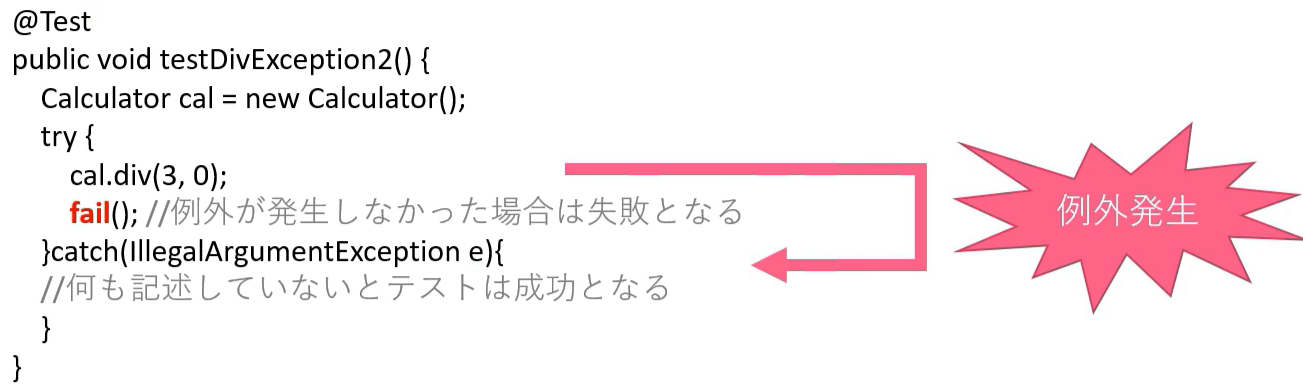 @Test
public void testDivException2() {
Calculator cal = new Calculator();
try {
cal.div(3, 0);
fail(); //例外が発生しなかった場合は失敗となる
}catch(IllegalArgumentException e){
//何も記述していないとテストは成功となる
}
}
例外発生